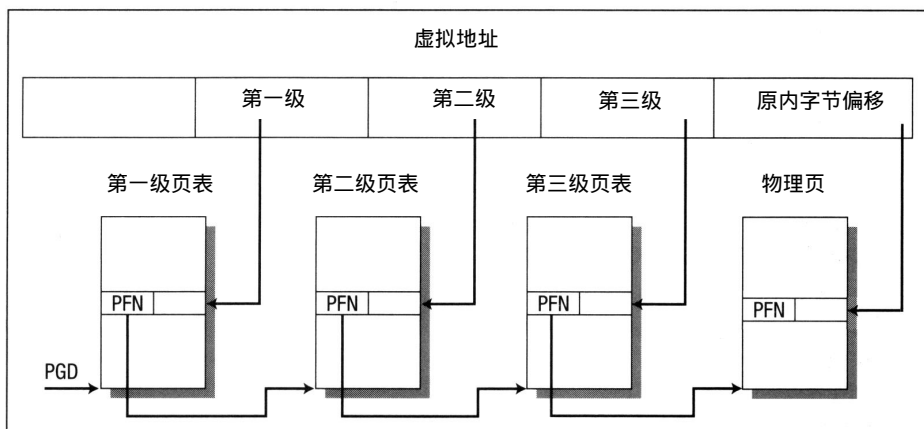 虚拟地址
第一级 第二级 第三级 原内字节偏移
第一级页表 第二级页表 第三级页表 物理页
PFN PFN PFN PFN
PGD